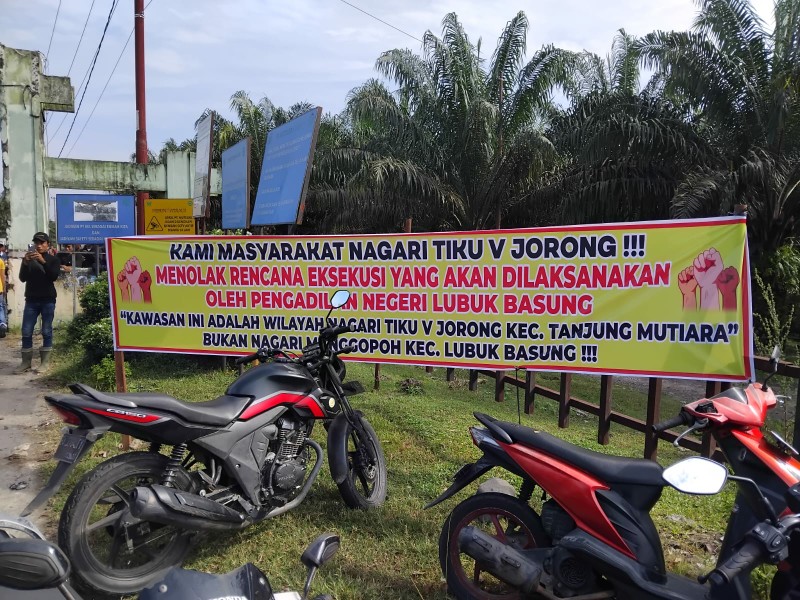 KAMI MASYARAKAT NAGARI TIKU V JORONG !!!
MENOLAK RENCANA EKSEKUSI YANG AKAN DILAKSANAKAN
OLEH PENGADILAN NEGERI LUBUK BASUNG
"KAWASAN INI ADALAH WILAYAH NAGARI TIKU V JORONG KEC. TANJUNG MUTIARA"
BUKAN NAGARI MANGGOPOH KEC. LUBUK BASUNG !!!